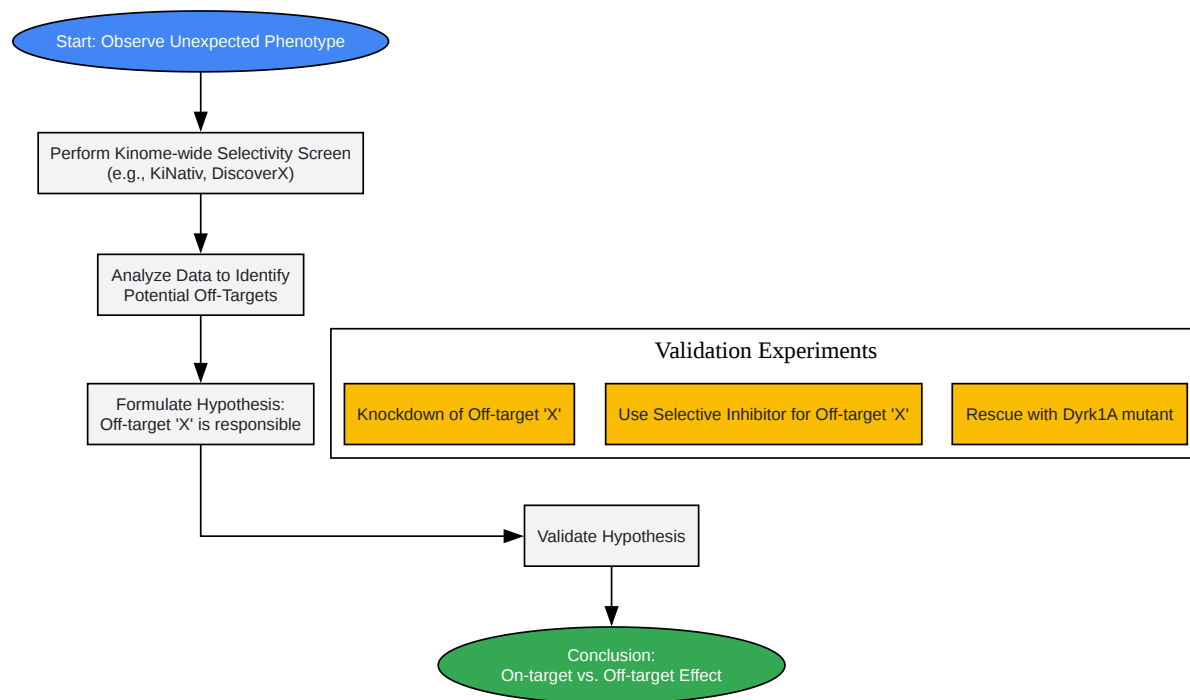 Start: Observe Unexpected Phenotype
Perform Kinome-wide Selectivity Screen
(e.g., KiNativ, DiscoverX)
Analyze Data to Identify
Potential Off-Targets
Formulate Hypothesis:
Off-target 'X' is responsible
Validation Experiments
Knockdown of Off-target 'X'
Use Selective Inhibitor for Off-target 'X'
Rescue with Dyrk1A mutant
Validate Hypothesis
Conclusion:
On-target vs. Off-target Effect